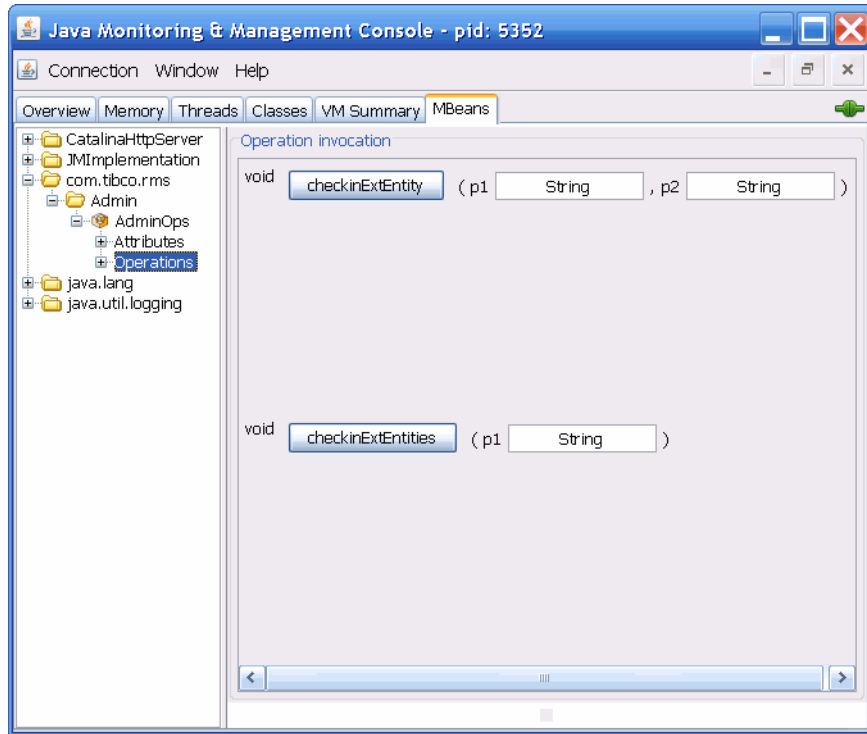 Java Monitoring & Management Console - pid: 5352
Connection Window Help
Overview Memory Threads Classes VM Summary MBeans
CatalinaHttpServer
JMImplementation
com.tibco.rms
Admin
AdminOps
Attributes
Operations
java.lang
java.util.logging
Operation invocation
void checkinExtEntity ( p1 String , p2 String )
void checkinExtEntities ( p1 String )